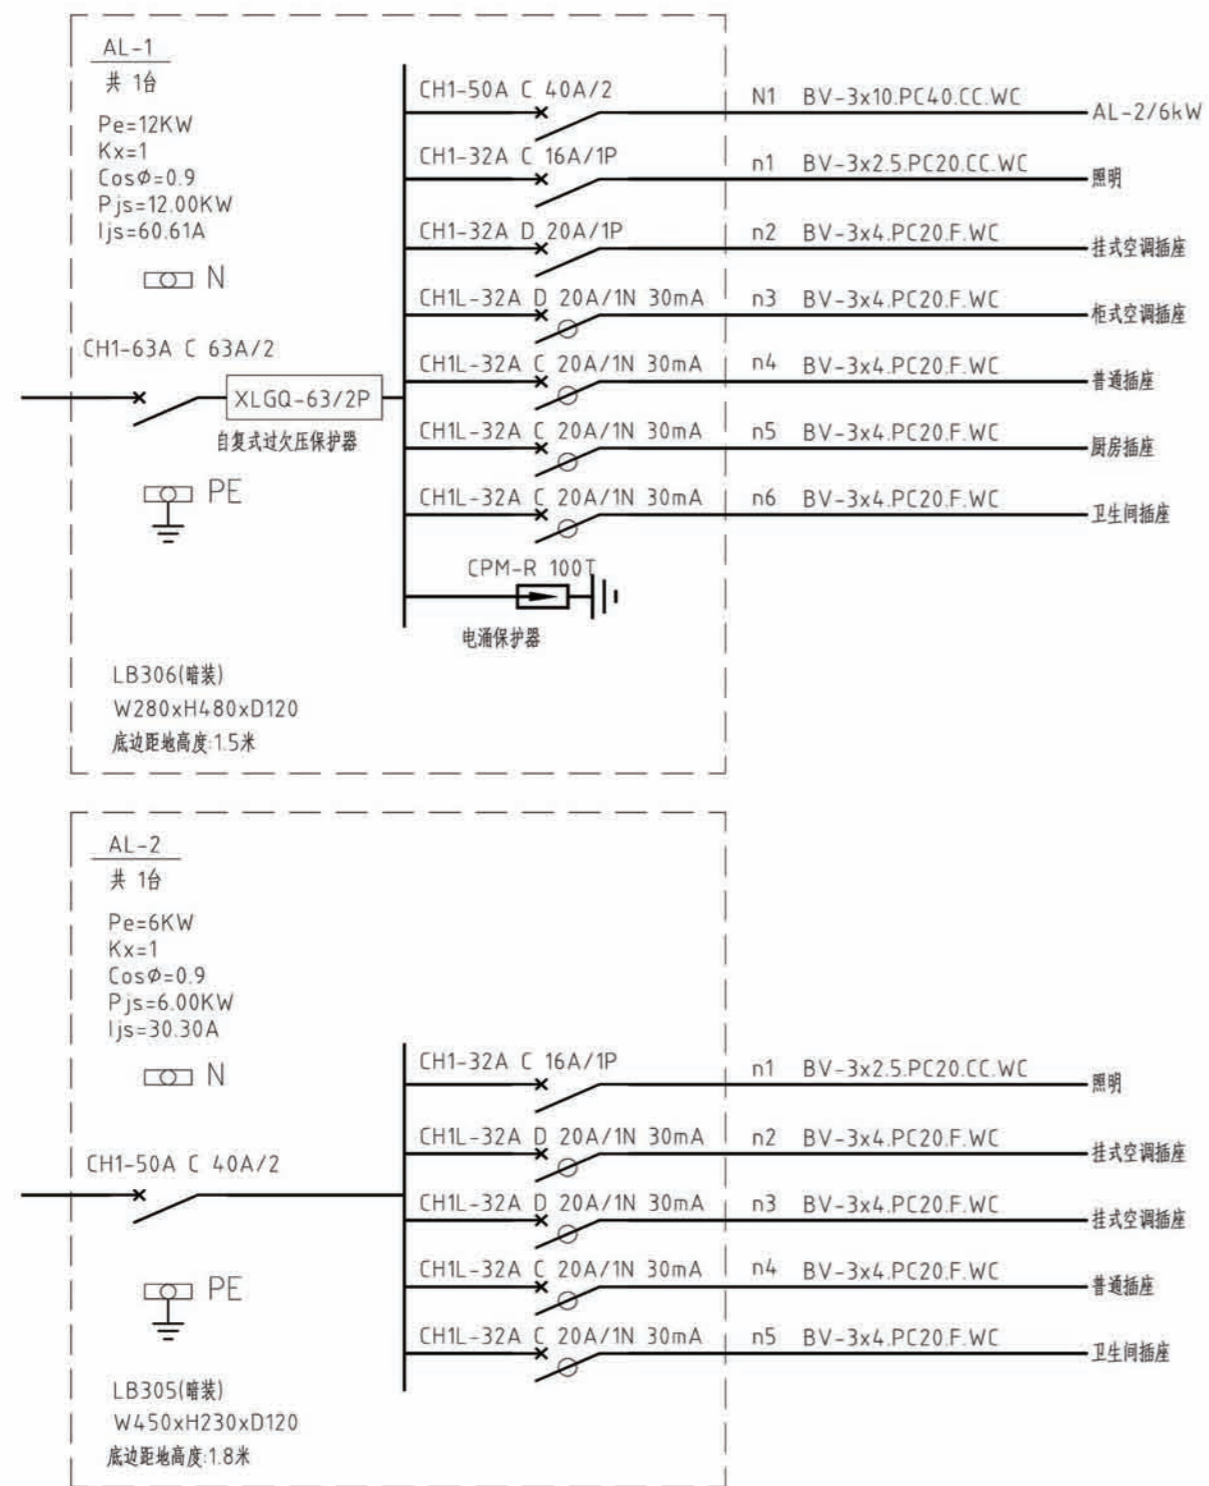 AL-1
共 1台
Pe=12KW
Kx=1
CosΦ=0.9
Pjs=12.00KW
Ijs=60.61A
N
CH1-63A C 63A/2
XLGQ-63/2P
自复式过欠压保护器
PE
CH1-50A C 40A/2 N1 BV-3x10.PC40.CC.WC AL-2/6kW
CH1-32A C 16A/1P n1 BV-3x2.5.PC20.CC.WC 照明
CH1-32A D 20A/1P n2 BV-3x4.PC20.F.WC 挂式空调插座
CH1L-32A D 20A/1N 30mA n3 BV-3x4.PC20.F.WC 柜式空调插座
CH1L-32A C 20A/1N 30mA n4 BV-3x4.PC20.F.WC 普通插座
CH1L-32A C 20A/1N 30mA n5 BV-3x4.PC20.F.WC 厨房插座
CH1L-32A C 20A/1N 30mA n6 BV-3x4.PC20.F.WC 卫生间插座
CPM-R 100T
电涌保护器
LB306(暗装)
W280xH480xD120
底边距地高度:1.5米
AL-2
共 1台
Pe=6KW
Kx=1
CosΦ=0.9
Pjs=6.00KW
Ijs=30.30A
N
CH1-50A C 40A/2
PE
CH1-32A C 16A/1P n1 BV-3x2.5.PC20.CC.WC 照明
CH1L-32A D 20A/1N 30mA n2 BV-3x4.PC20.F.WC 挂式空调插座
CH1L-32A D 20A/1N 30mA n3 BV-3x4.PC20.F.WC 挂式空调插座
CH1L-32A C 20A/1N 30mA n4 BV-3x4.PC20.F.WC 普通插座
CH1L-32A C 20A/1N 30mA n5 BV-3x4.PC20.F.WC 卫生间插座
LB305(暗装)
W450xH230xD120
底边距地高度:1.8米